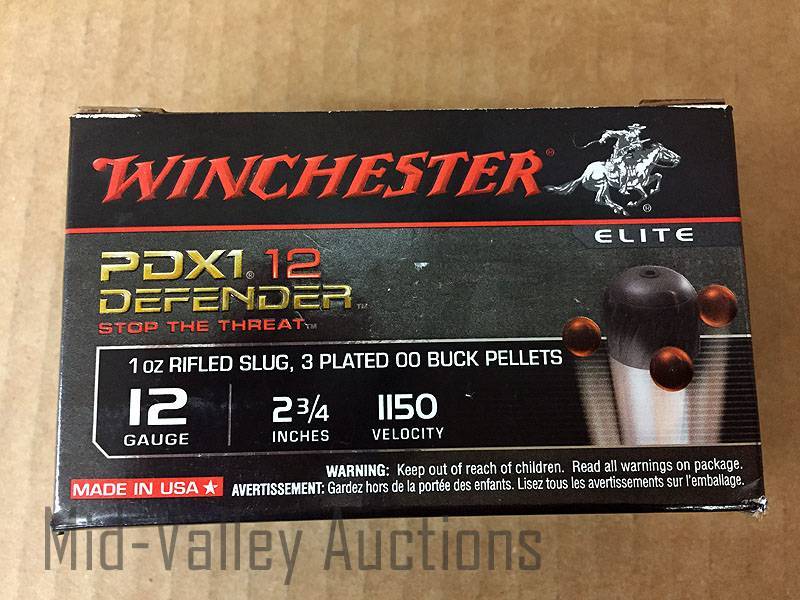 WINCHESTER®
®
ELITE
PDX1® 12
DEFENDER™
STOP THE THREAT™
1 OZ RIFLED SLUG, 3 PLATED 00 BUCK PELLETS
12 GAUGE
2 3/4 INCHES
1150 VELOCITY
WARNING: Keep out of reach of children. Read all warnings on package.
MADE IN USA ★
AVERTISSEMENT: Gardez hors de la portée des enfants. Lisez tous les avertissements sur l'emballage.
Mid-Valley Auctions